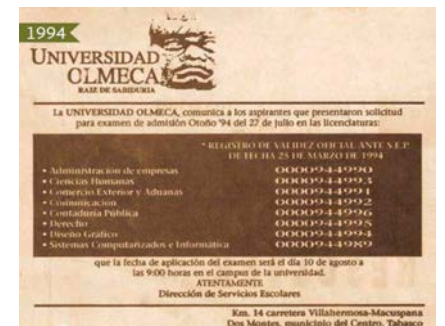 1994
UNIVERSIDAD
OLMECA
RAIZ DE SABIDURIA
La UNIVERSIDAD OLMECA, comunica a los aspirantes que presentaron solicitud
para examen de admisión Otoño '94 del 27 de julio en las licenciaturas:
* REGISTRO DE VALIDEZ OFICIAL ANTE S.E.P.
DE FECHA 25 DE MARZO DE 1994
• Administración de empresas 0000944990
• Ciencias Humanas 0000944993
• Comercio Exterior y Aduanas 0000944991
• Comunicación 0000944992
• Contaduría Pública 0000944996
• Derecho 0000944995
• Diseño Gráfico 0000944994
• Sistemas Computarizados e Informática 0000944989
que la fecha de aplicación del examen será el día 10 de agosto a
las 9:00 horas en el campus de la universidad.
ATENTAMENTE
Dirección de Servicios Escolares
Km. 14 carretera Villahermosa-Macuspana
Dos Montes, municipio del Centro, Tabasco